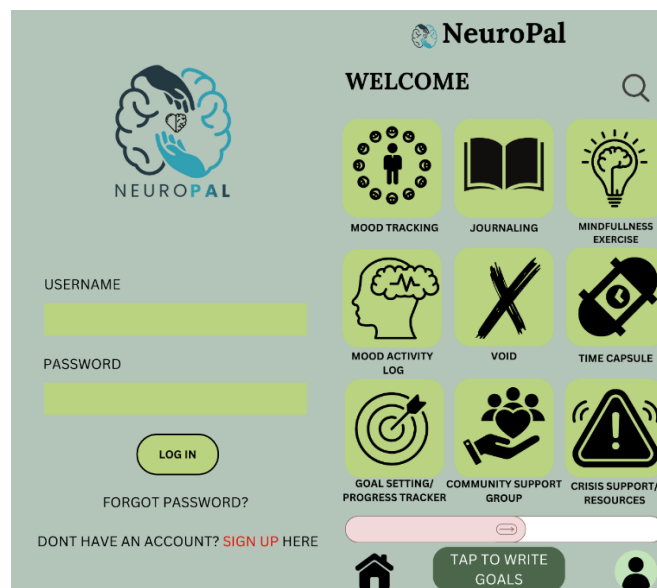 NEUROPAL
USERNAME
PASSWORD
LOG IN
FORGOT PASSWORD?
DONT HAVE AN ACCOUNT? SIGN UP HERE
NeuroPal
WELCOME
MOOD TRACKING
JOURNALING
MINDFULLNESS
EXERCISE
MOOD ACTIVITY
LOG
VOID
TIME CAPSULE
GOAL SETTING/
PROGRESS TRACKER
COMMUNITY SUPPORT
GROUP
CRISIS SUPPORT/
RESOURCES
TAP TO WRITE
GOALS